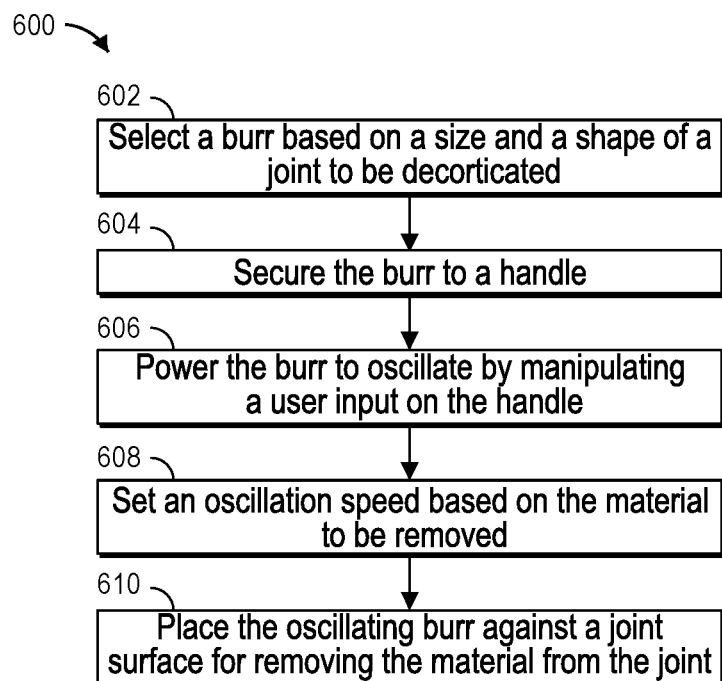 600
602
Select a burr based on a size and a shape of a
joint to be decorticated
604
Secure the burr to a handle
606
Power the burr to oscillate by manipulating
a user input on the handle
608
Set an oscillation speed based on the material
to be removed
610
Place the oscillating burr against a joint
surface for removing the material from the joint